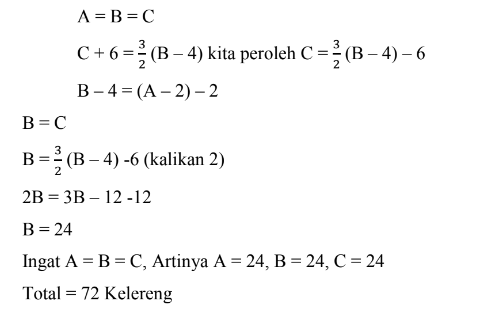 A = B = C
C + 6 = 3/2 (B – 4) kita peroleh C = 3/2 (B – 4) – 6
B – 4 = (A – 2) – 2
B = C
B = 3/2 (B – 4) -6 (kalikan 2)
2B = 3B – 12 -12
B = 24
Ingat A = B = C, Artinya A = 24, B = 24, C = 24
Total = 72 Kelereng